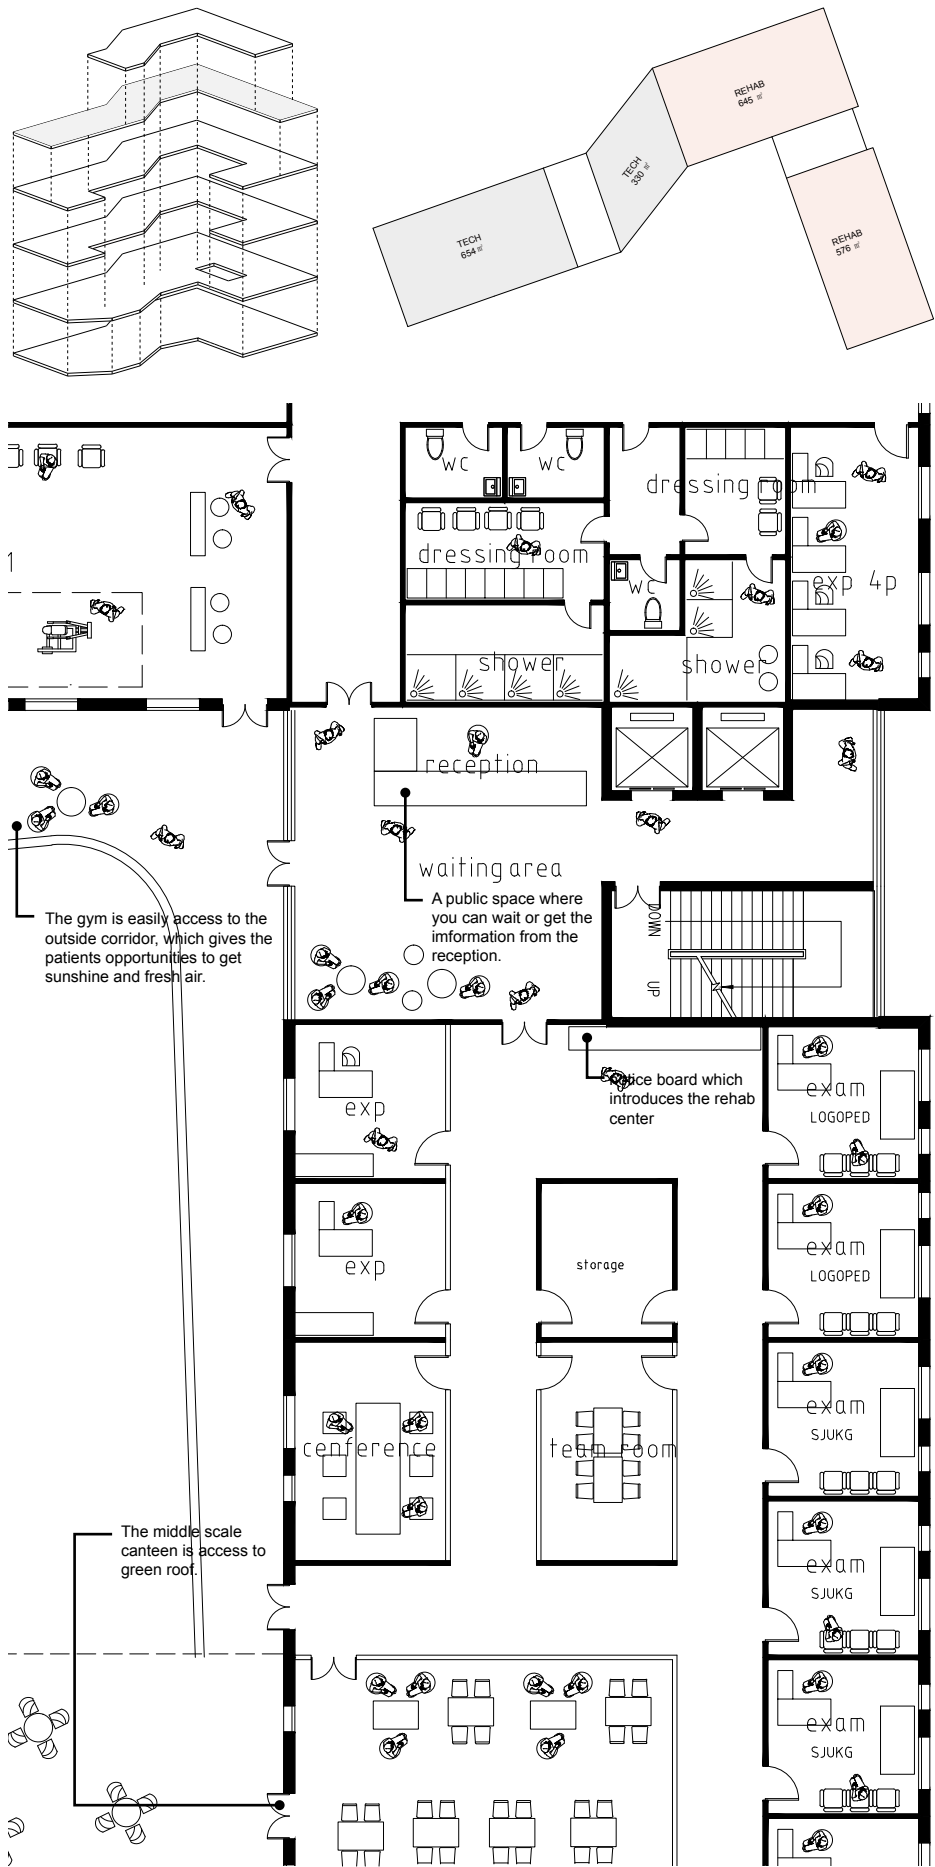 REHAB
645 ㎡
TECH
330 ㎡
TECH
654 ㎡
REHAB
576 ㎡
wc
wc
dressing room
1
dressing room
wc
exp 4p
shower
shower
reception
waiting area
A public space where
you can wait or get the
imformation from the
reception.
The gym is easily access to the
outside corridor, which gives the
patients opportunities to get
sunshine and fresh air.
DOWN
UP
N
Notice board which
introduces the rehab
center
exp
exam
LOGOPED
exp
storage
exam
LOGOPED
cenference
team room
exam
SJUKG
The middle scale
canteen is access to
green roof.
exam
SJUKG
exam
SJUKG